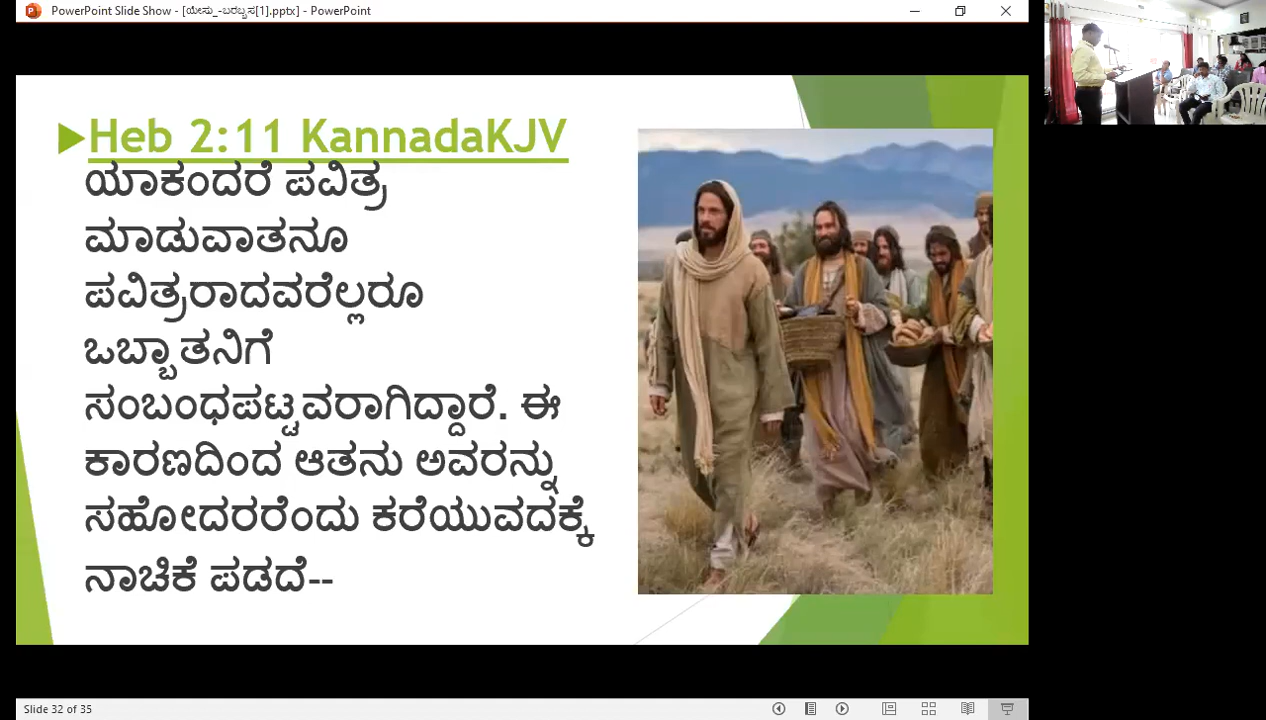 PowerPoint Slide Show - [ಯೇಸು_-ಬರಬ್ಬಸ[1].pptx] - PowerPoint
Heb 2:11 KannadaKJV
ಯಾಕಂದರೆ ಪವಿತ್ರ
ಮಾಡುವಾತನೂ
ಪವಿತ್ರರಾದವರೆಲ್ಲರೂ
ಒಬ್ಬಾತನಿಗೆ
ಸಂಬಂಧಪಟ್ಟವರಾಗಿದ್ದಾರೆ. ಈ
ಕಾರಣದಿಂದ ಆತನು ಅವರನ್ನು
ಸಹೋದರರೆಂದು ಕರೆಯುವದಕ್ಕೆ
ನಾಚಿಕೆ ಪಡದೆ--
Slide 32 of 35